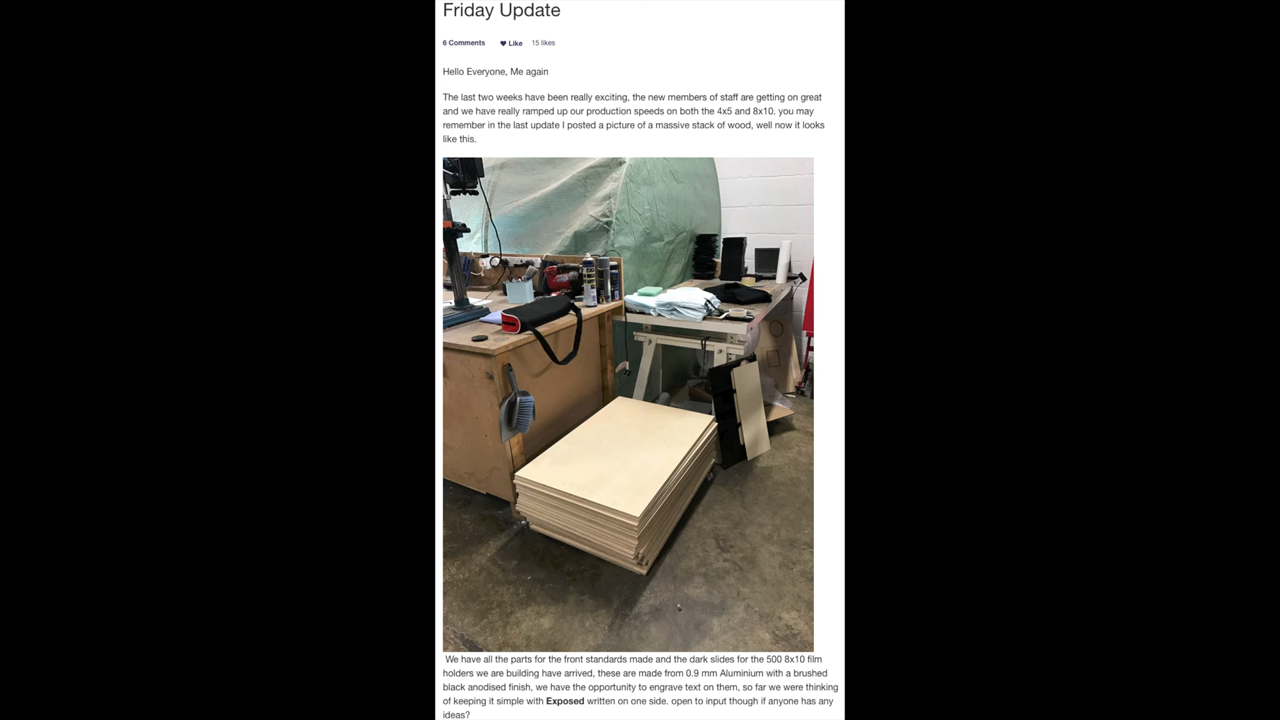 Friday Update
6 Comments Like 15 likes
Hello Everyone, Me again
The last two weeks have been really exciting, the new members of staff are getting on great
and we have really ramped up our production speeds on both the 4x5 and 8x10. you may
remember in the last update I posted a picture of a massive stack of wood, well now it looks
like this.
We have all the parts for the front standards made and the dark slides for the 500 8x10 film
holders we are building have arrived, these are made from 0.9 mm Aluminium with a brushed
black anodised finish, we have the opportunity to engrave text on them, so far we were thinking
of keeping it simple with Exposed written on one side. open to input though if anyone has any
ideas?